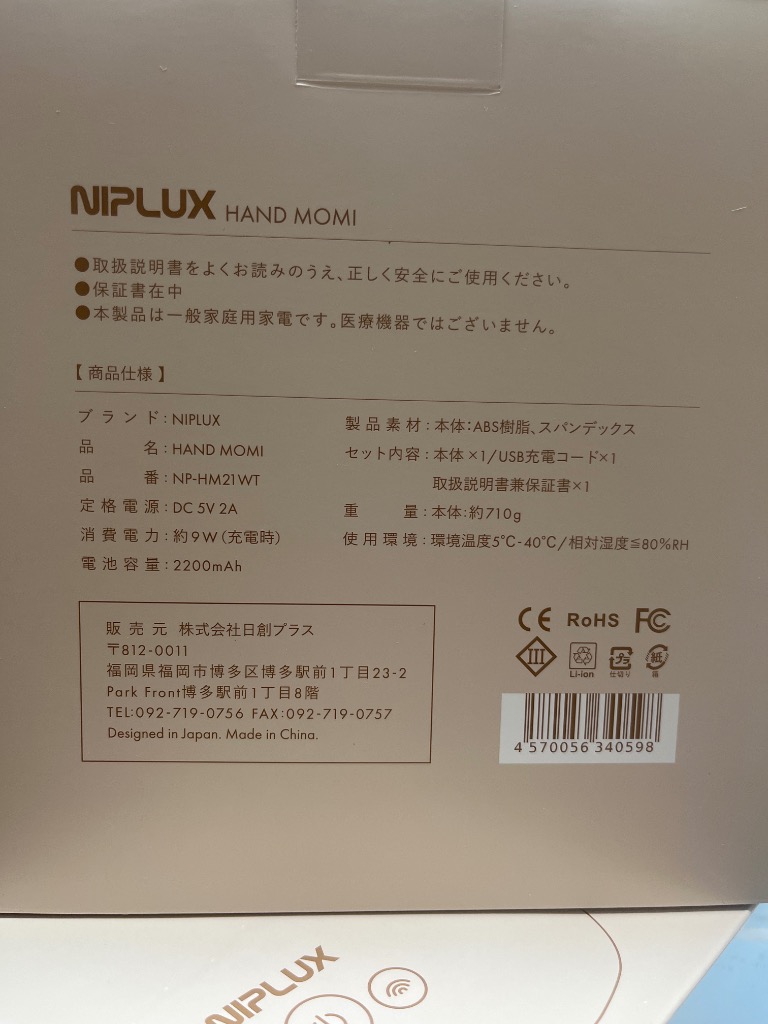 NIPLUX HAND MOMI
●取扱説明書をよくお読みのうえ、正しく安全にご使用ください。
●保証書在中
●本製品は一般家庭用家電です。医療機器ではございません。
【商品仕様】
ブランド:NIPLUX
品名:HAND MOMI
品番:NP-HM21WT
定格電源:DC 5V 2A
消費電力:約9W(充電時)
電池容量:2200mAh
製品素材:本体:ABS樹脂、スパンデックス
セット内容:本体×1/USB充電コード×1
取扱説明書兼保証書×1
重量:本体:約710g
使用環境:環境温度5℃-40℃/相対湿度≦80%RH
販売元 株式会社日創プラス
〒812-0011
福岡県福岡市博多区博多駅前1丁目23-2
Park Front博多駅前1丁目8階
TEL:092-719-0756 FAX:092-719-0757
Designed in Japan. Made in China.
CE RoHS FC
III Li-ion プラ 仕切り 紙 箱
4 570056 340598
NIPLUX